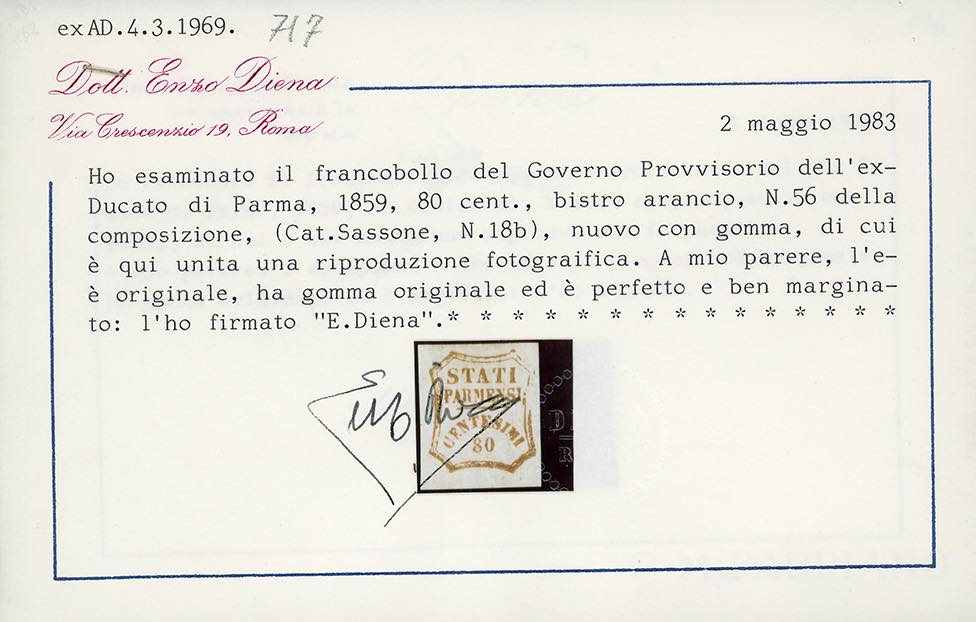 ex AD.4.3.1969. 717
Dott. Enzo Diena
Via Crescenzio 19, Roma
2 maggio 1983
Ho esaminato il francobollo del Governo Provvisorio dell'ex-
Ducato di Parma, 1859, 80 cent., bistro arancio, N.56 della
composizione, (Cat.Sassone, N.18b), nuovo con gomma, di cui
è qui unita una riproduzione fotograifica. A mio parere, l'e-
è originale, ha gomma originale ed è perfetto e ben margina-
to: l'ho firmato "E.Diena".* * * * * * * * * * * * * *
STATI
PARMENSI
CENTESIMI
80